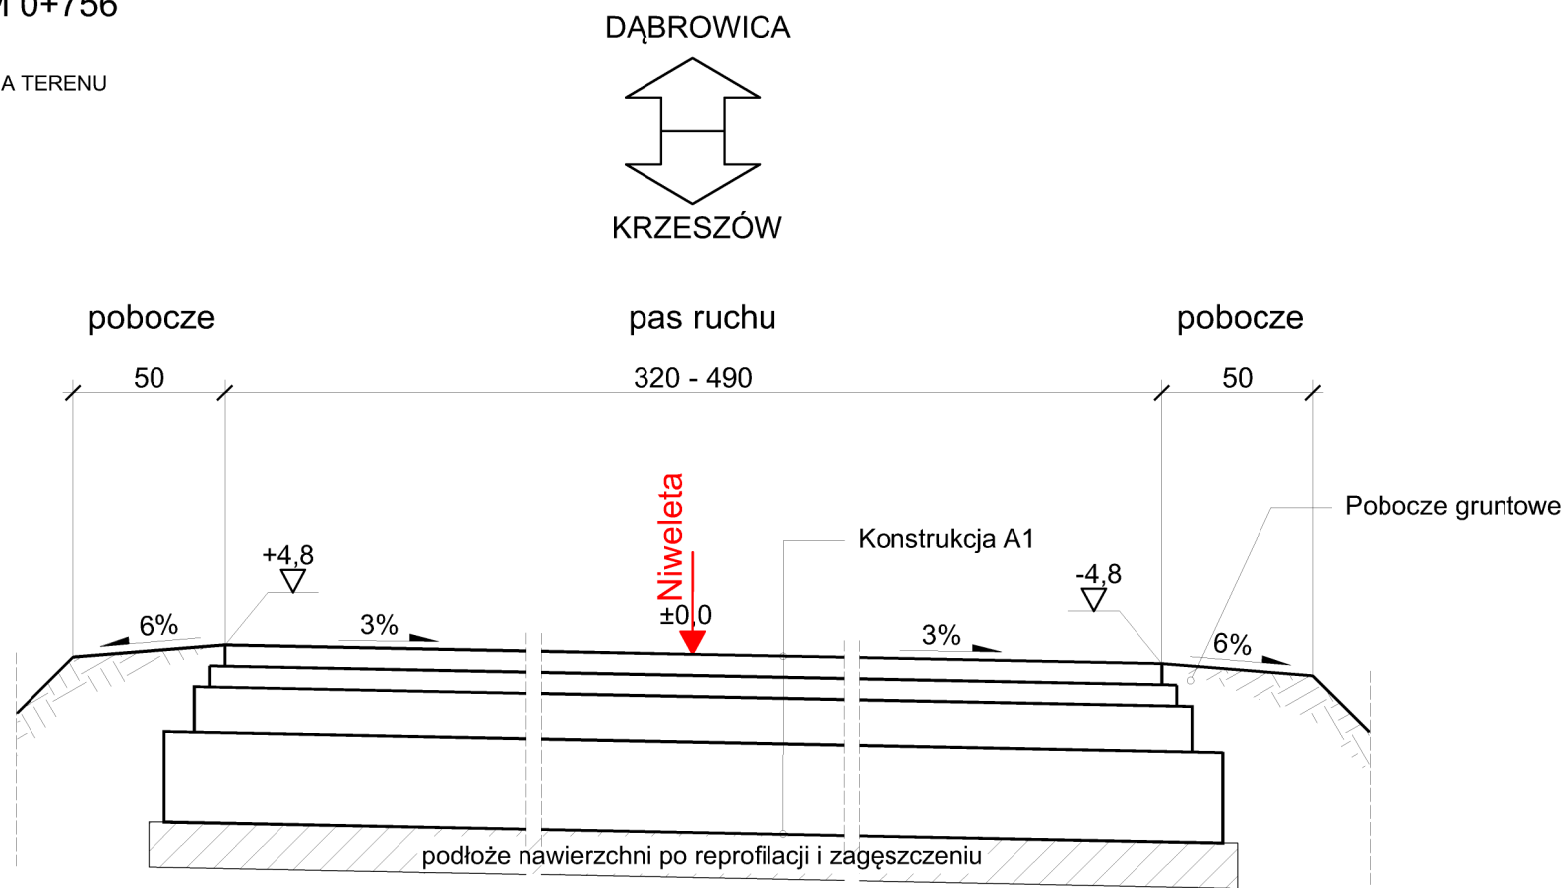 0+756
A TERENU
DĄBROWICA
KRZESZÓW
pobocze
pas ruchu
pobocze
50
320 - 490
50
Niweleta
Pobocze gruntowe
Konstrukcja A1
+4,8
-4,8
±0,0
6%
3%
3%
6%
podłoże nawierzchni po reprofilacji i zagęszczeniu